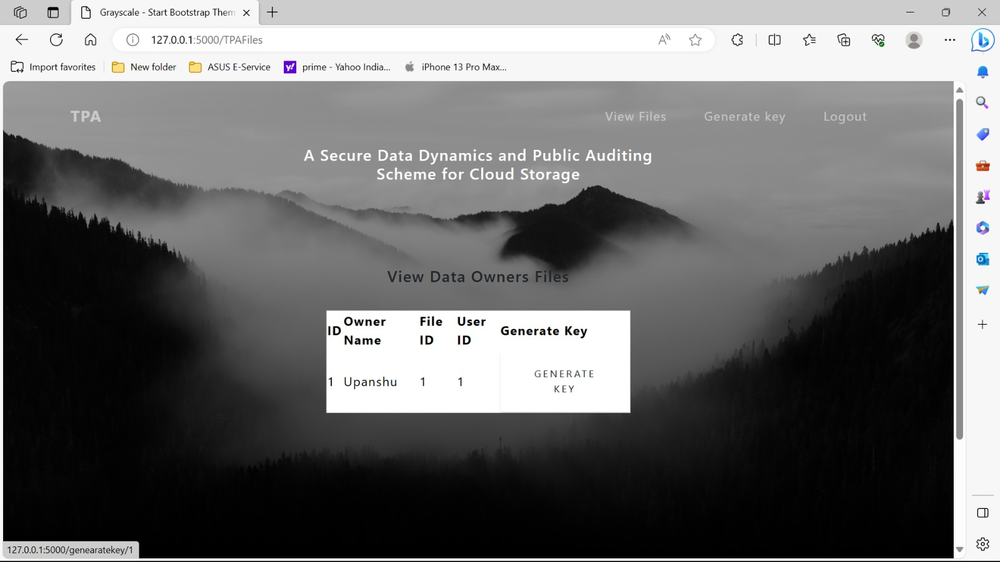 Grayscale - Start Bootstrap Them
127.0.0.1:5000/TPAFiles
Import favorites
New folder
ASUS E-Service
prime - Yahoo India...
iPhone 13 Pro Max...
TPA
View Files
Generate key
Logout
A Secure Data Dynamics and Public Auditing
Scheme for Cloud Storage
View Data Owners Files
ID Owner Name File ID User ID Generate Key
1 Upanshu 1 1 GENERATE KEY
127.0.0.1:5000/genearatekey/1